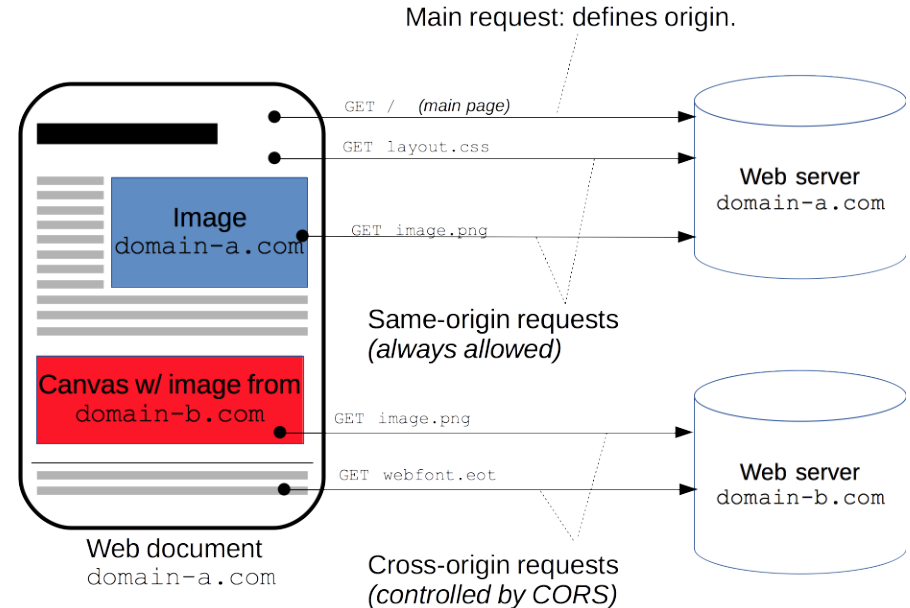 Main request: defines origin.
GET / (main page)
GET layout.css
Web server
domain-a.com
Image
domain-a.com
GET image.png
Same-origin requests
(always allowed)
Canvas w/ image from
domain-b.com
GET image.png
GET webfont.eot
Web server
domain-b.com
Web document
domain-a.com
Cross-origin requests
(controlled by CORS)